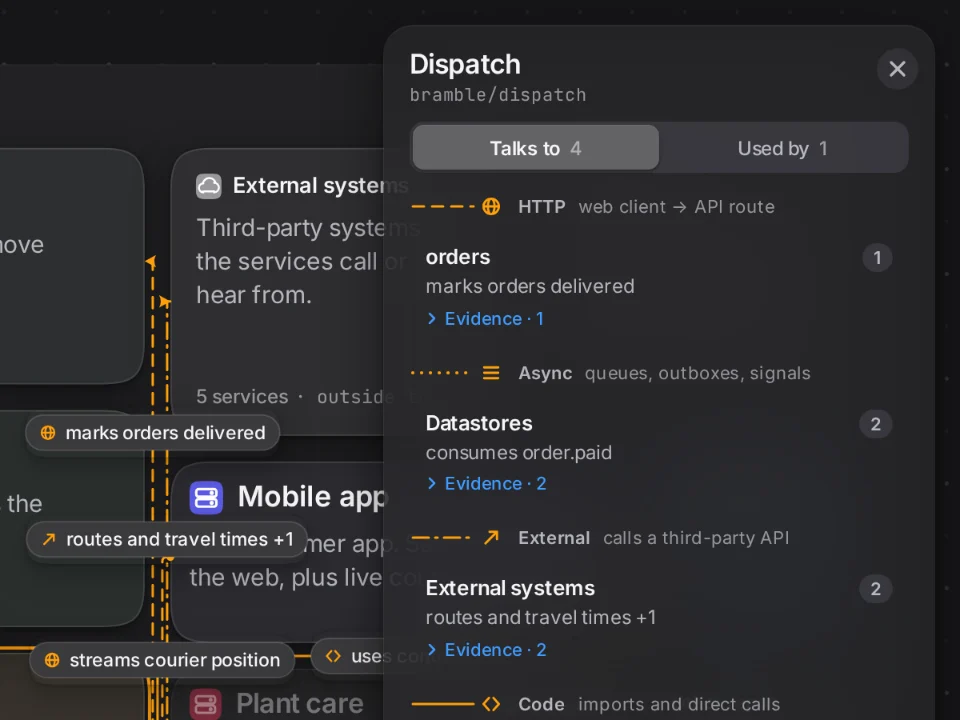 Dispatch
bramble/dispatch
Talks to 4
Used by 1
HTTP web client → API route
orders 1
marks orders delivered
Evidence · 1
Async queues, outboxes, signals
Datastores 2
consumes order.paid
Evidence · 2
External calls a third-party API
External systems 2
routes and travel times +1
Evidence · 2
Code imports and direct calls
External systems
Third-party systems
the services call or
hear from.
5 services · outside
marks orders delivered
the
routes and travel times +1
Mobile app
app.
the web, plus live
streams courier position
uses
Plant care